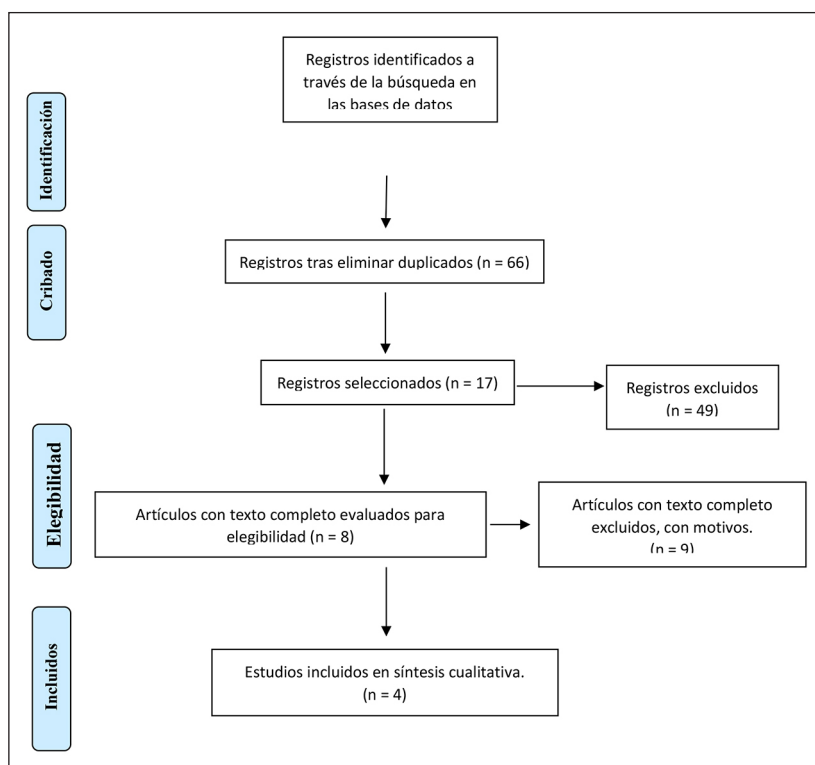 Identificación
Registros identificados a
través de la búsqueda en
las bases de datos
Cribado
Registros tras eliminar duplicados (n = 66)
Registros seleccionados (n = 17)
Registros excluidos
(n = 49)
Elegibilidad
Artículos con texto completo evaluados para
elegibilidad (n = 8)
Artículos con texto completo
excluidos, con motivos.
(n = 9)
Incluidos
Estudios incluidos en síntesis cualitativa.
(n = 4)